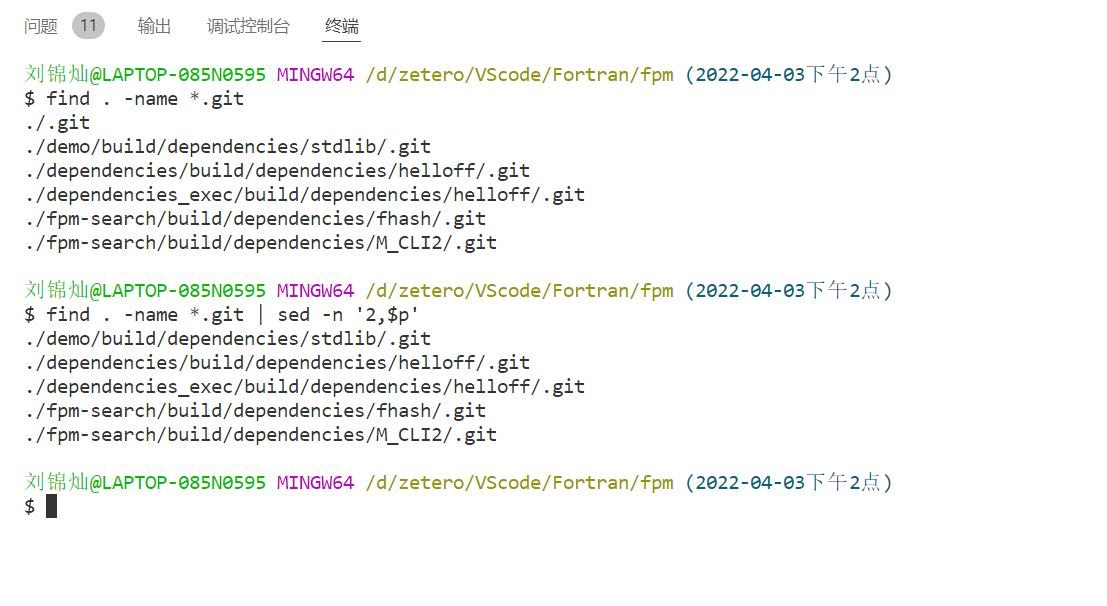 问题 11 输出 调试控制台 终端
刘锦灿@LAPTOP-085N0595 MINGW64 /d/zetero/VScode/Fortran/fpm (2022-04-03下午2点)
$ find . -name *.git
./.git
./demo/build/dependencies/stdlib/.git
./dependencies/build/dependencies/helloff/.git
./dependencies_exec/build/dependencies/helloff/.git
./fpm-search/build/dependencies/fhash/.git
./fpm-search/build/dependencies/M_CLI2/.git
刘锦灿@LAPTOP-085N0595 MINGW64 /d/zetero/VScode/Fortran/fpm (2022-04-03下午2点)
$ find . -name *.git | sed -n '2,$p'
./demo/build/dependencies/stdlib/.git
./dependencies/build/dependencies/helloff/.git
./dependencies_exec/build/dependencies/helloff/.git
./fpm-search/build/dependencies/fhash/.git
./fpm-search/build/dependencies/M_CLI2/.git
刘锦灿@LAPTOP-085N0595 MINGW64 /d/zetero/VScode/Fortran/fpm (2022-04-03下午2点)
$